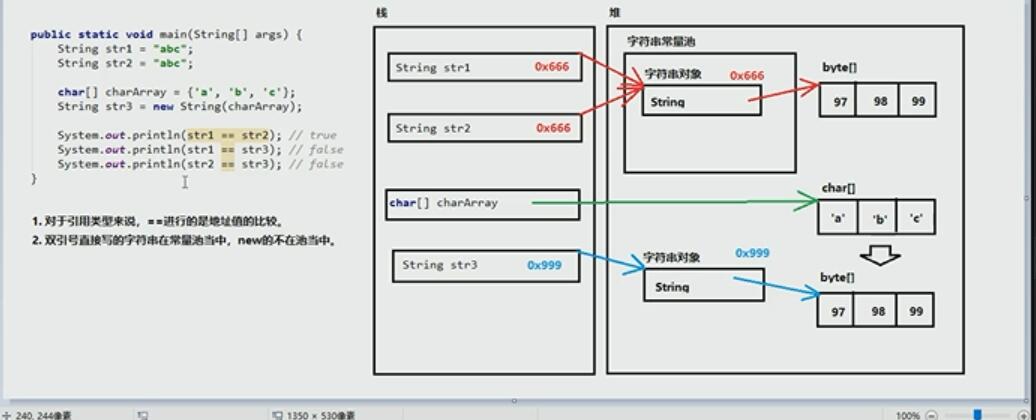 public static void main(String[] args) {
String str1 = "abc";
String str2 = "abc";
char[] charArray = {'a', 'b', 'c'};
String str3 = new String(charArray);
System.out.println(str1 == str2); // true
System.out.println(str1 == str3); // false
System.out.println(str2 == str3); // false
}
1. 对于引用类型来说，==进行的是地址值的比较。
2. 双引号直接写的字符串在常量池当中，new的不在池当中。
栈
String str1 0x666
String str2 0x666
char[] charArray
String str3 0x999
堆
字符串常量池
字符串对象 0x666
String
byte[]
97 98 99
char[]
'a' 'b' 'c'
字符串对象 0x999
String
byte[]
97 98 99
240, 244像素
1350 × 530像素
100%